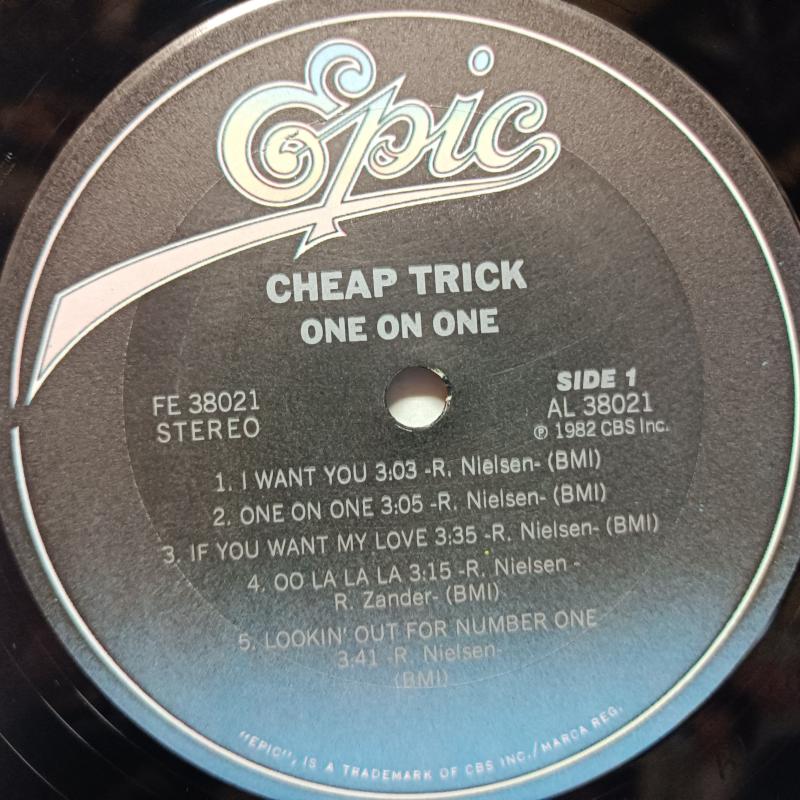 Epic
CHEAP TRICK
ONE ON ONE
FE 38021
STEREO
SIDE 1
AL 38021
℗ 1982 CBS Inc.
1. I WANT YOU 3:03 -R. Nielsen- (BMI)
2. ONE ON ONE 3:05 -R. Nielsen- (BMI)
3. IF YOU WANT MY LOVE 3:35 -R. Nielsen- (BMI)
4. OO LA LA LA 3:15 -R. Nielsen -
R. Zander- (BMI)
5. LOOKIN' OUT FOR NUMBER ONE
3:41 -R. Nielsen-
(BMI)
"EPIC", IS A TRADEMARK OF CBS INC./MARCA REG.